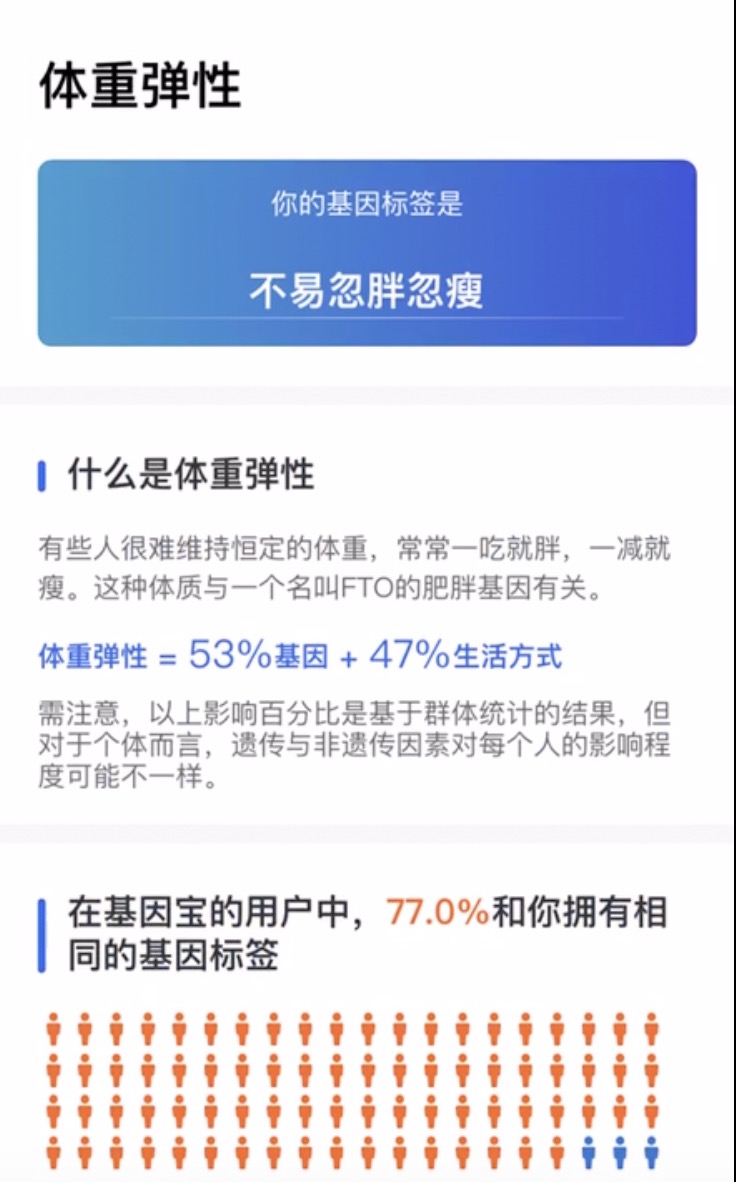 体重弹性
你的基因标签是
不易忽胖忽瘦
什么是体重弹性
有些人很难维持恒定的体重，常常一吃就胖，一减就
瘦。这种体质与一个名叫FTO的肥胖基因有关。
体重弹性 = 53%基因 + 47%生活方式
需注意，以上影响百分比是基于群体统计的结果，但
对于个体而言，遗传与非遗传因素对每个人的影响程
度可能不一样。
在基因宝的用户中，77.0%和你拥有相
同的基因标签